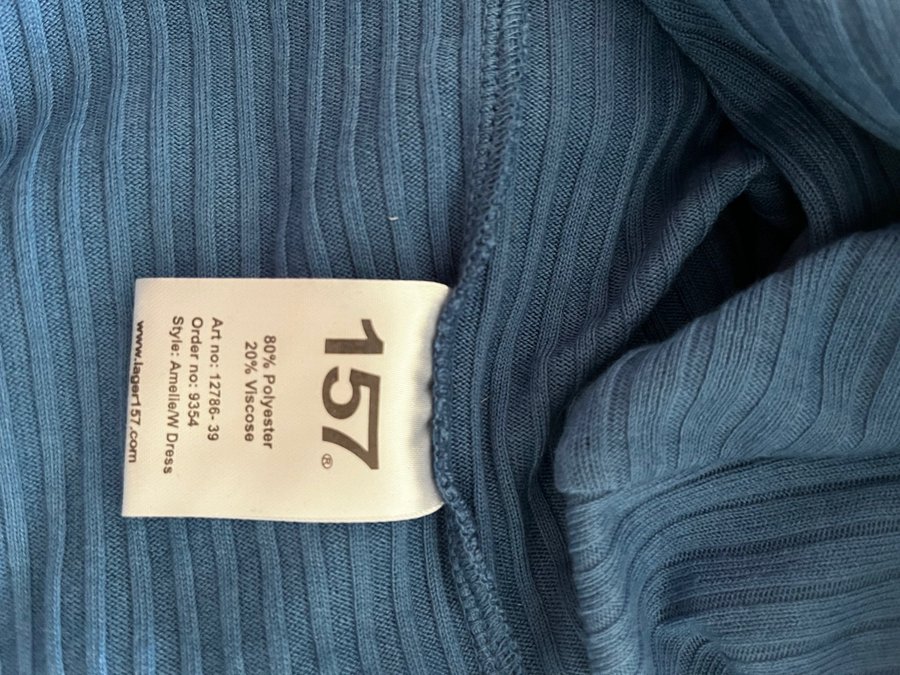 157®
80% Polyester
20% Viscose
Art no: 12786- 39
Order no: 9354
Style: Amelie/W Dress
www.lager157.com